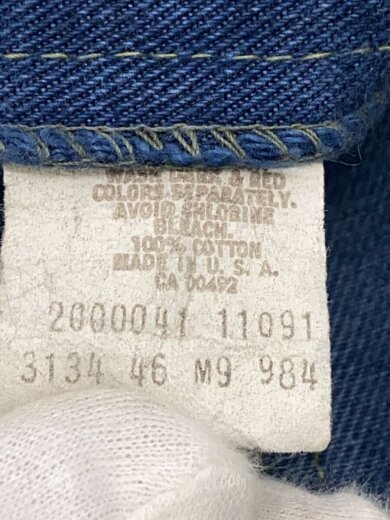 WASH DARK & RED
COLORS SEPARATELY.
AVOID CHLORINE
BLEACH.
100% COTTON
MADE IN U.S.A.
CA 00492
2000041 11091
3134 46 M9 984